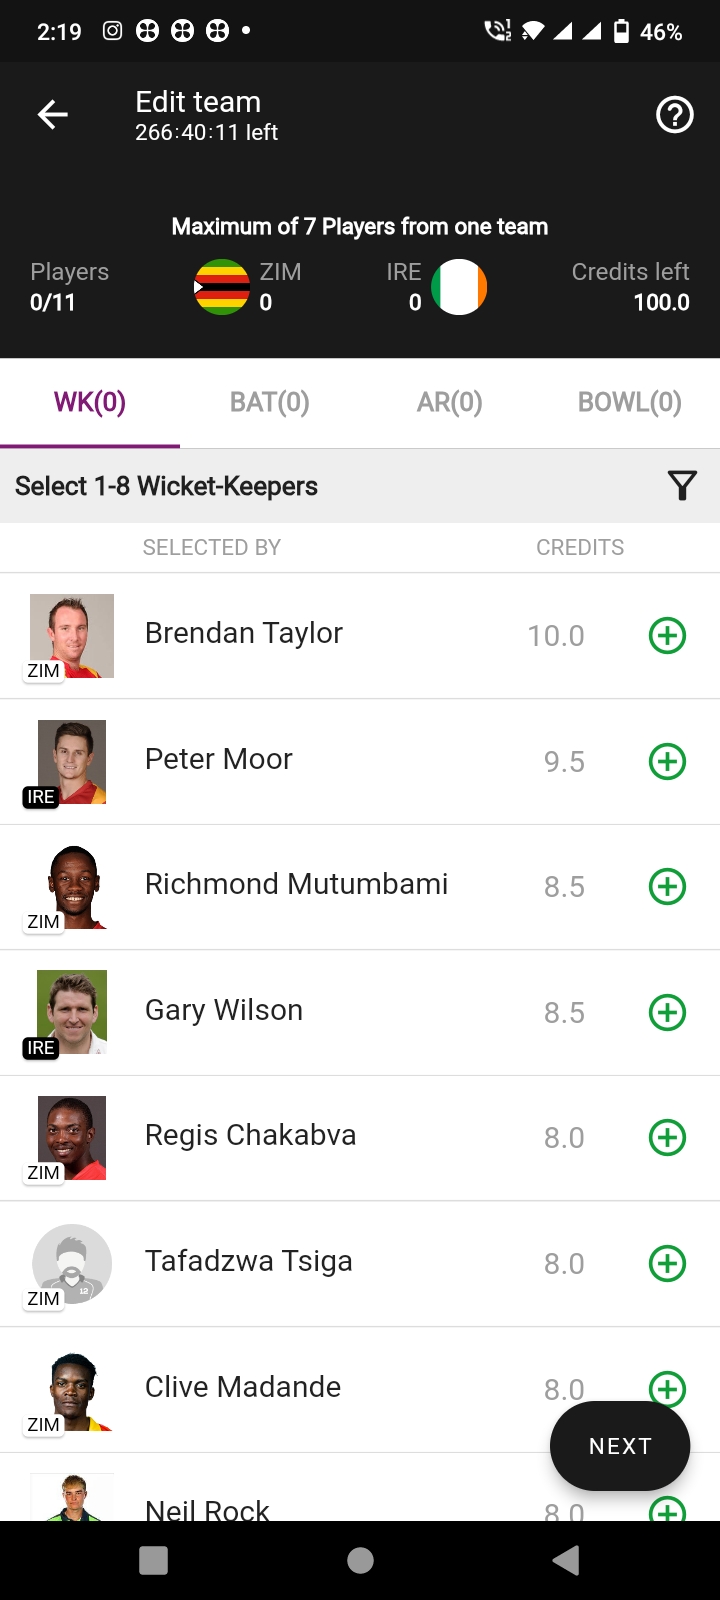 2:19
46%
Edit team
266:40:11 left
Maximum of 7 Players from one team
Players
0/11
ZIM
0
IRE
0
Credits left
100.0
WK(0)
BAT(0)
AR(0)
BOWL(0)
Select 1-8 Wicket-Keepers
SELECTED BY
CREDITS
Brendan Taylor
10.0
ZIM
Peter Moor
9.5
IRE
Richmond Mutumbami
8.5
ZIM
Gary Wilson
8.5
IRE
Regis Chakabva
8.0
ZIM
Tafadzwa Tsiga
8.0
12
ZIM
Clive Madande
8.0
ZIM
NEXT
Neil Rock
8.0